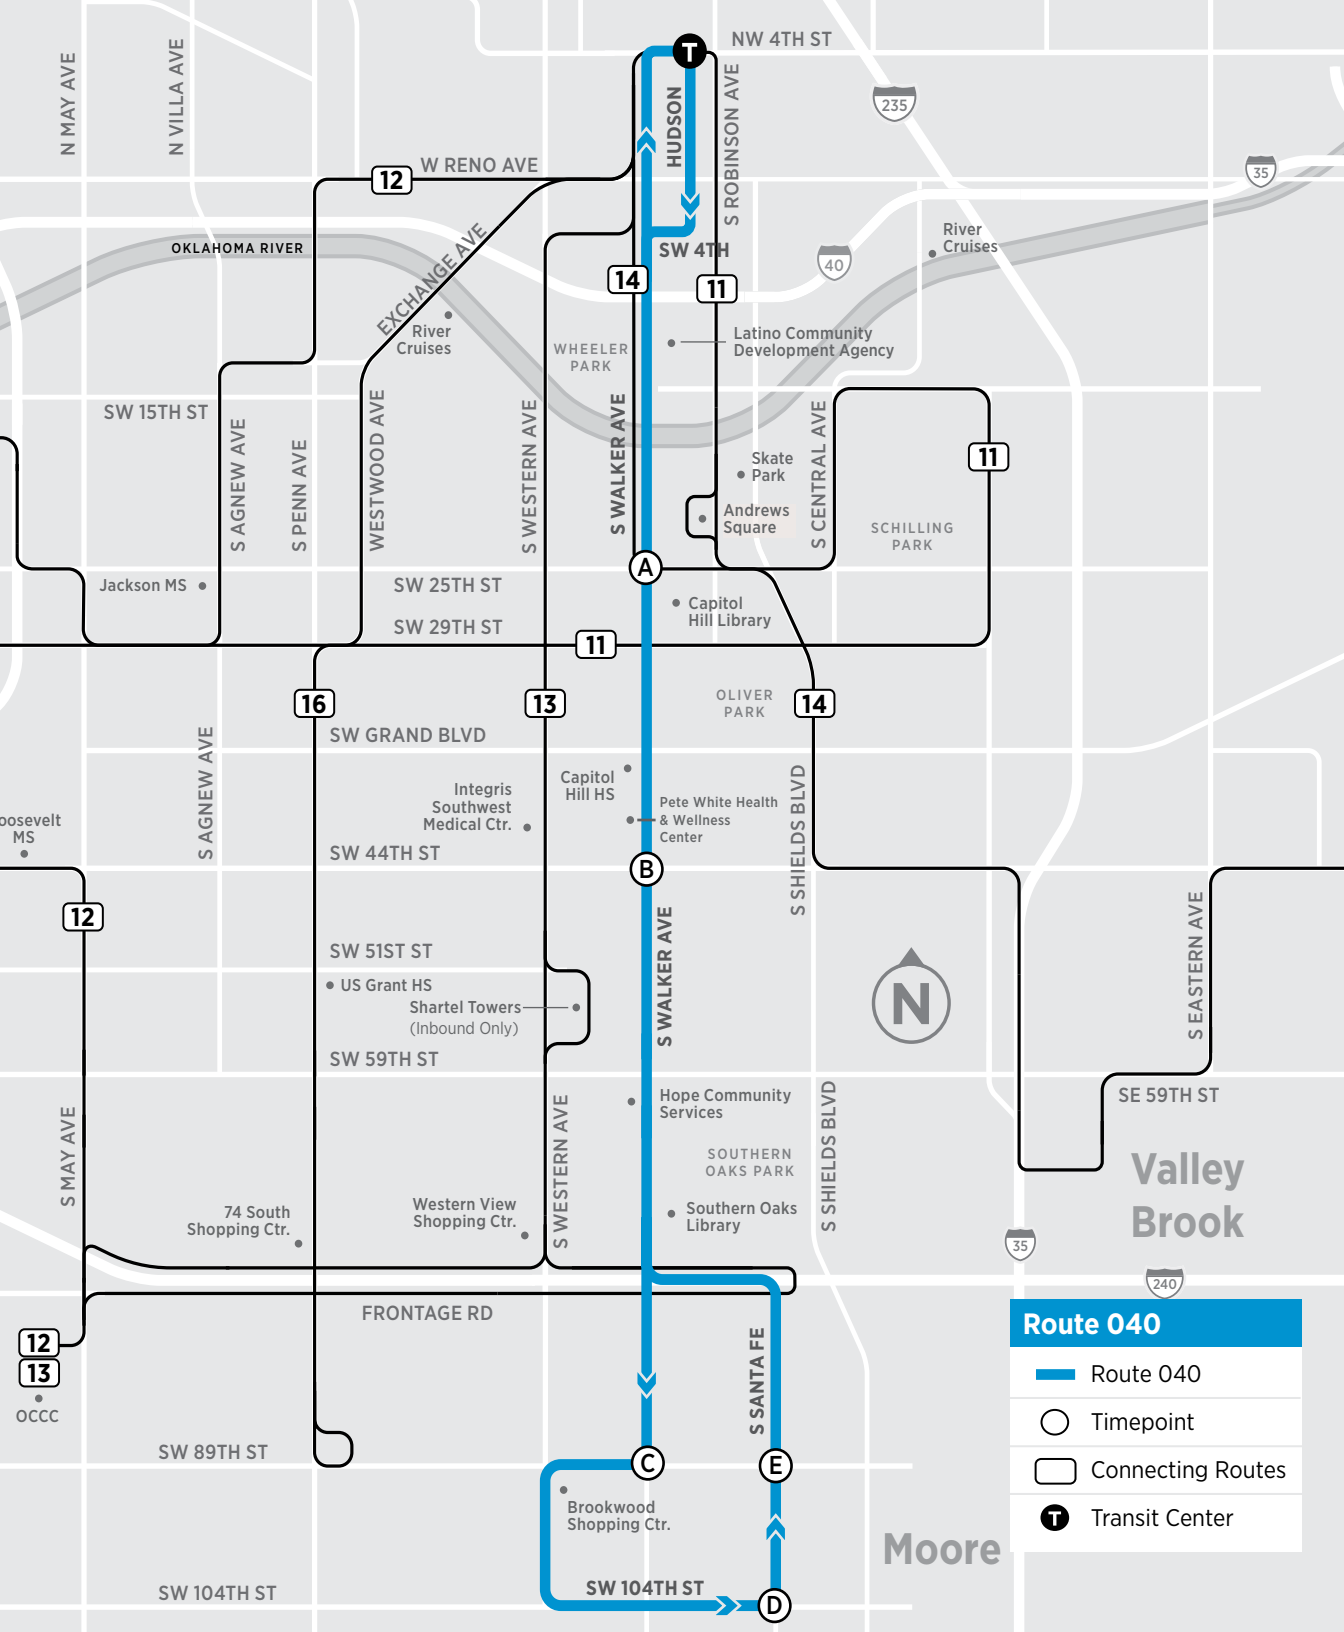 NW 4TH ST
T
N MAY AVE
N VILLA AVE
HUDSON
S ROBINSON AVE
235
W RENO AVE
12
35
OKLAHOMA RIVER
EXCHANGE AVE
SW 4TH
River
Cruises
40
14
11
River
Cruises
WHEELER
PARK
Latino Community
Development Agency
SW 15TH ST
S AGNEW AVE
S PENN AVE
WESTWOOD AVE
S WESTERN AVE
S WALKER AVE
S CENTRAL AVE
11
Skate
Park
Andrews
Square
SCHILLING
PARK
A
Jackson MS
SW 25TH ST
Capitol
Hill Library
SW 29TH ST
11
16
13
OLIVER
PARK
14
SW GRAND BLVD
S AGNEW AVE
Capitol
Hill HS
Integris
Southwest
Medical Ctr.
Pete White Health
& Wellness
Center
S SHIELDS BLVD
oosevelt
MS
SW 44TH ST
B
12
SW 51ST ST
S WALKER AVE
S EASTERN AVE
US Grant HS
Shartel Towers
(Inbound Only)
N
SW 59TH ST
SE 59TH ST
Hope Community
Services
S MAY AVE
S WESTERN AVE
SOUTHERN
OAKS PARK
S SHIELDS BLVD
Valley
Brook
74 South
Shopping Ctr.
Western View
Shopping Ctr.
Southern Oaks
Library
35
240
FRONTAGE RD
12
13
OCCC
S SANTA FE
Route 040
Route 040
Timepoint
Connecting Routes
T
Transit Center
SW 89TH ST
C
E
Brookwood
Shopping Ctr.
Moore
SW 104TH ST
SW 104TH ST
D